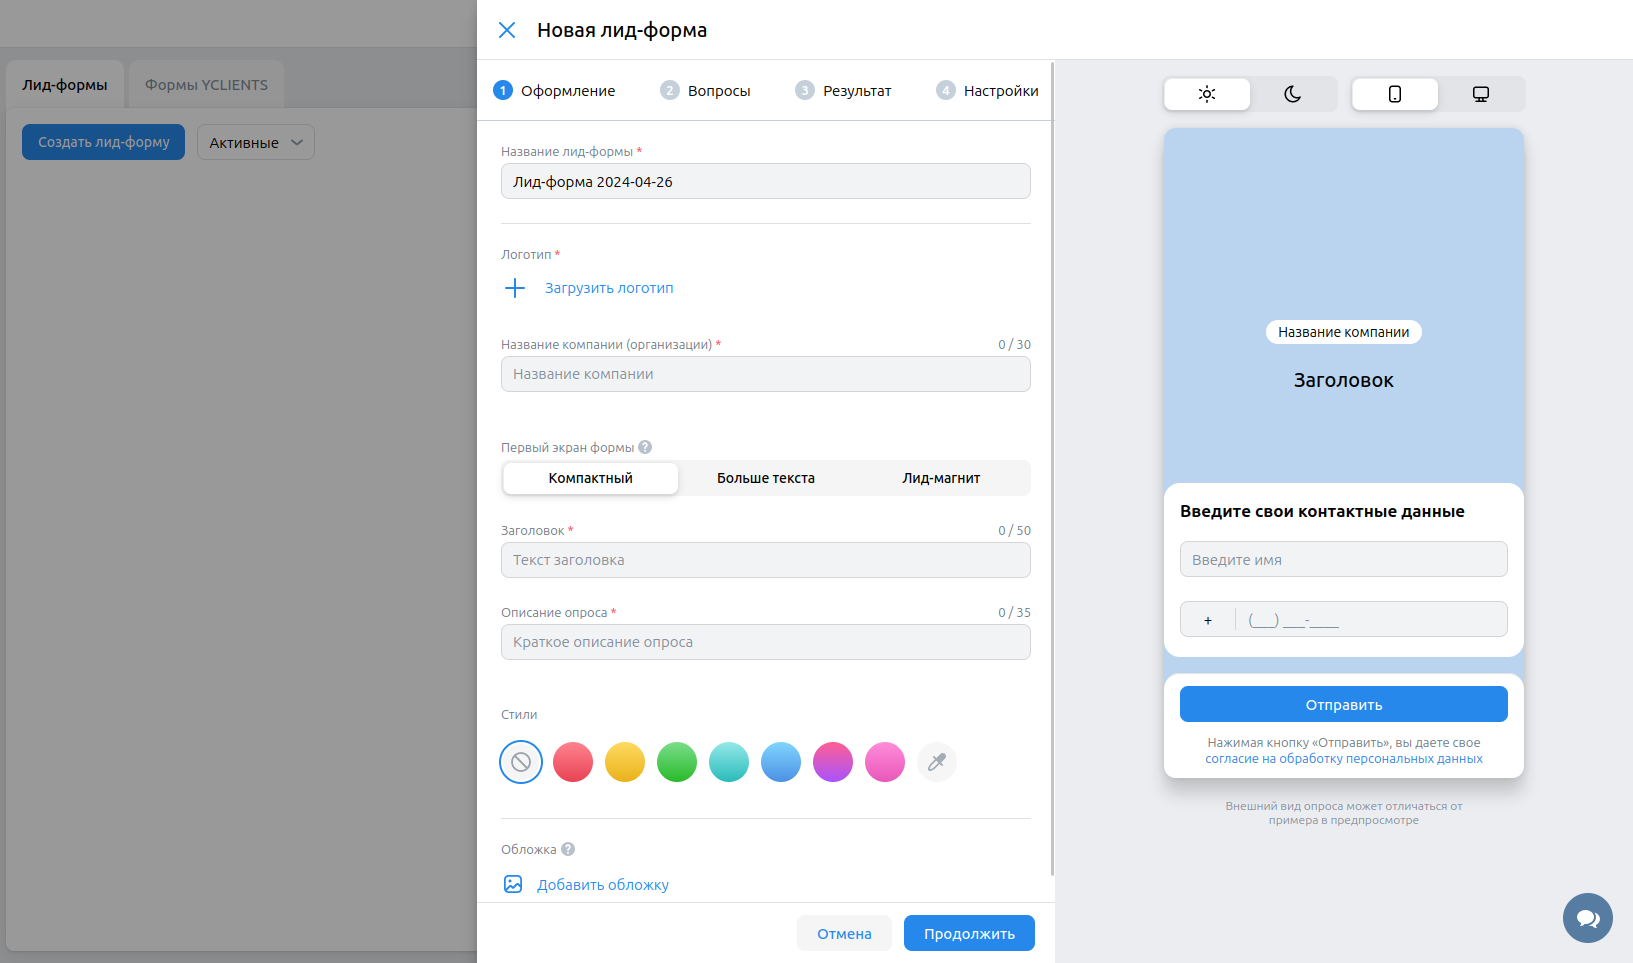 Новая лид-форма
Лид-формы
Формы YCLIENTS
Создать лид-форму
Активные
1 Оформление
2 Вопросы
3 Результат
4 Настройки
Название лид-формы *
Лид-форма 2024-04-26
Логотип *
Загрузить логотип
Название компании (организации) * 0 / 30
Название компании
Первый экран формы ?
Компактный
Больше текста
Лид-магнит
Заголовок * 0 / 50
Текст заголовка
Описание опроса * 0 / 35
Краткое описание опроса
Стили
Обложка ?
Добавить обложку
Отмена
Продолжить
Название компании
Заголовок
Введите свои контактные данные
Введите имя
+ (___) ___-____
Отправить
Нажимая кнопку «Отправить», вы даете свое
согласие на обработку персональных данных
Внешний вид опроса может отличаться от
примера в предпросмотре